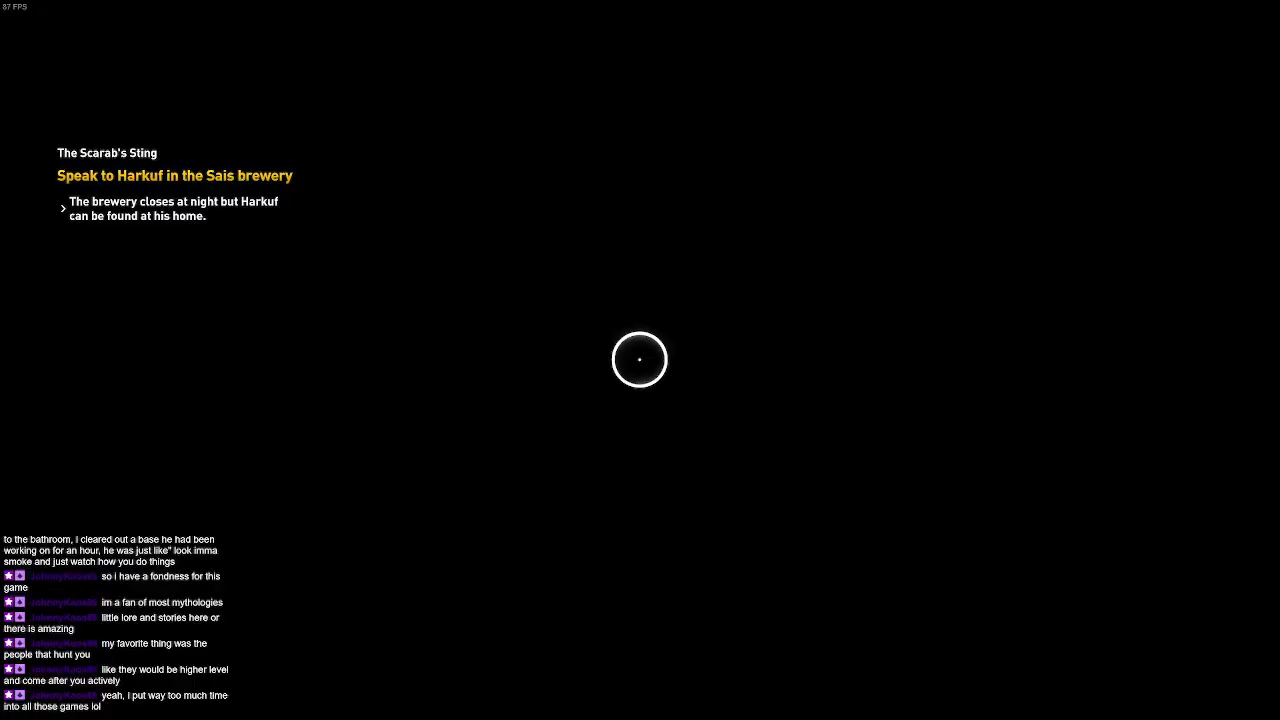 87 FPS
The Scarab's Sting
Speak to Harkuf in the Sais brewery
The brewery closes at night but Harkuf
can be found at his home.
to the bathroom, I cleared out a base he had been
working on for an hour, he was just like" look imma
smoke and just watch how you do things
so i have a fondness for this
game
im a fan of most mythologies
little lore and stories here or
there is amazing
my favorite thing was the
people that hunt you
like they would be higher level
and come after you actively
yeah, I put way too much time
into all those games lol